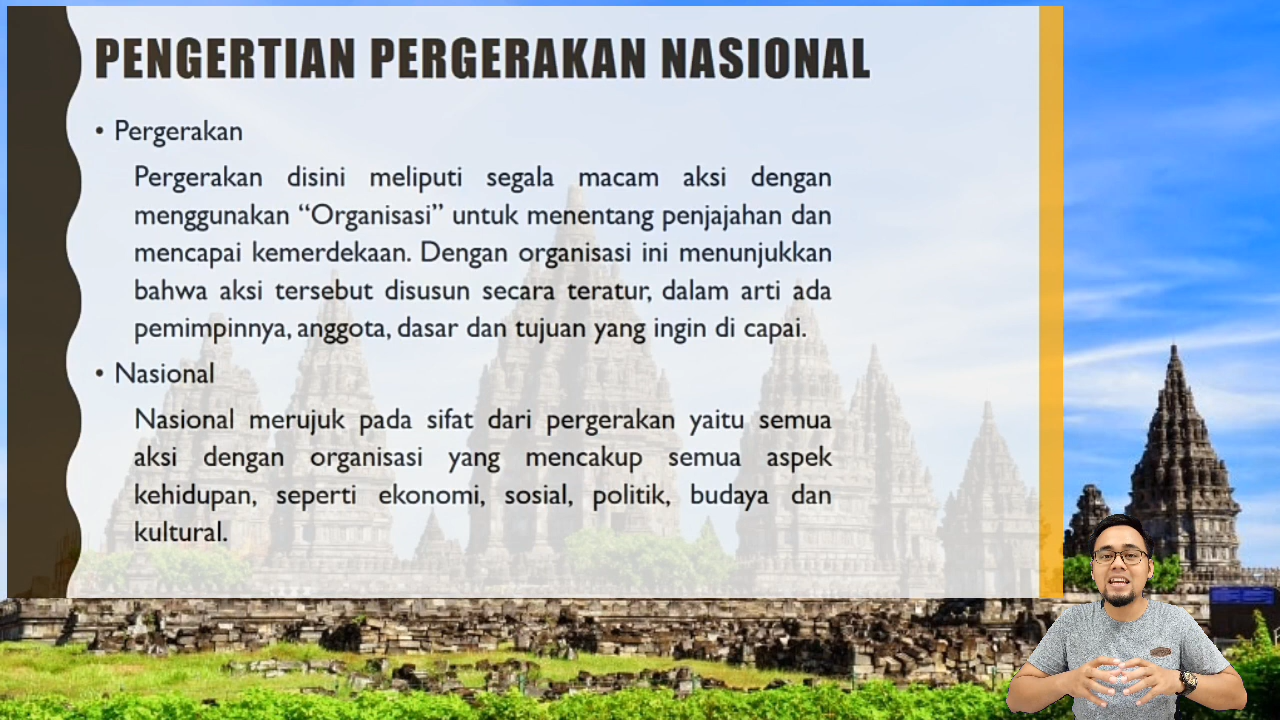 PENGERTIAN PERGERAKAN NASIONAL
• Pergerakan
Pergerakan disini meliputi segala macam aksi dengan
menggunakan “Organisasi” untuk menentang penjajahan dan
mencapai kemerdekaan. Dengan organisasi ini menunjukkan
bahwa aksi tersebut disusun secara teratur, dalam arti ada
pemimpinnya, anggota, dasar dan tujuan yang ingin di capai.
• Nasional
Nasional merujuk pada sifat dari pergerakan yaitu semua
aksi dengan organisasi yang mencakup semua aspek
kehidupan, seperti ekonomi, sosial, politik, budaya dan
kultural.